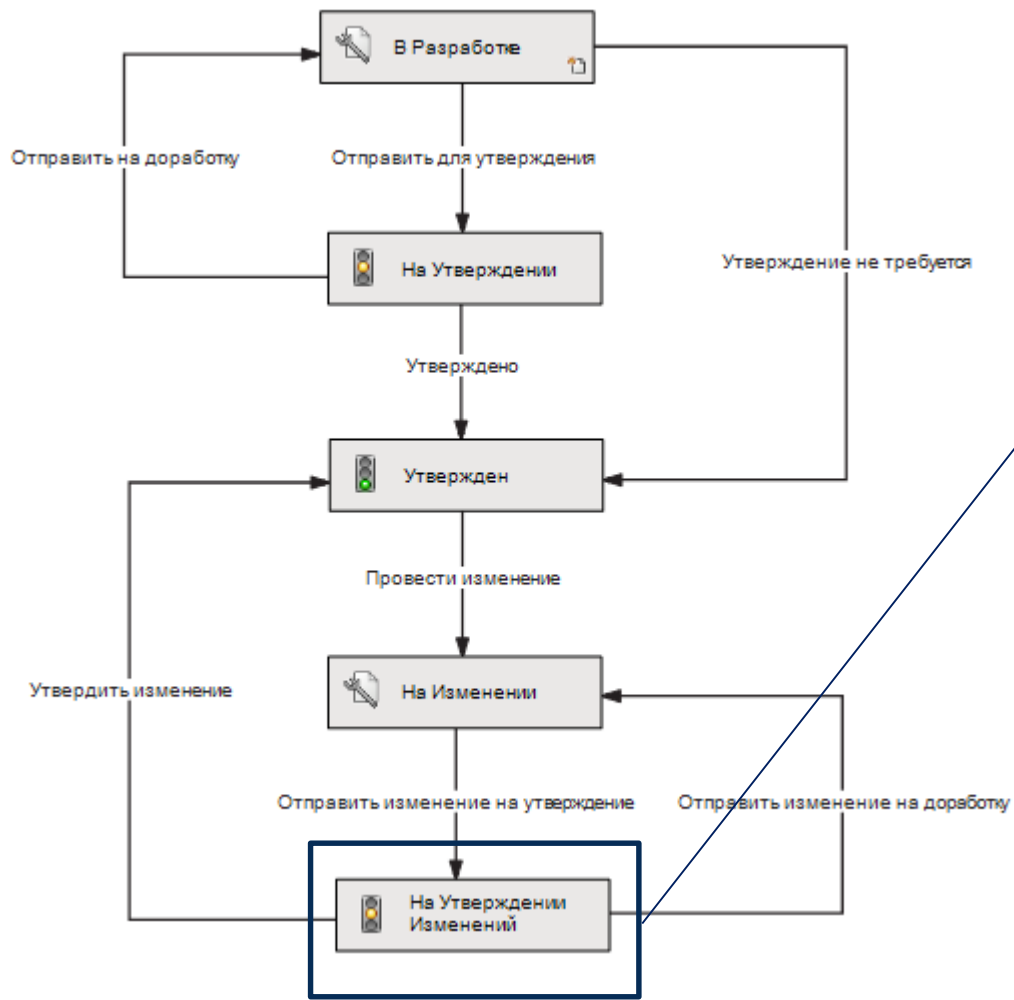 В Разработке
Отправить на доработку
Отправить для утверждения
Утверждение не требуется
На Утверждении
Утверждено
Утвержден
Провести изменение
Утвердить изменение
На Изменении
Отправить изменение на утверждение
Отправить изменение на доработку
На Утверждении
Изменений